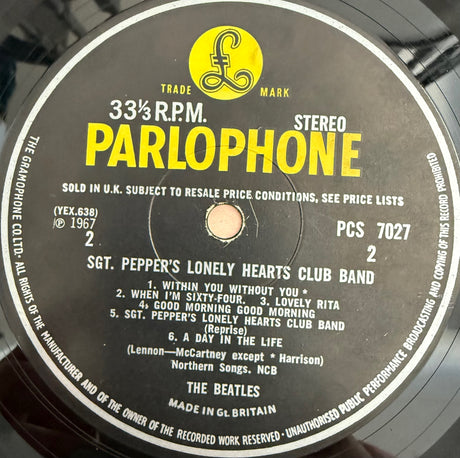 £
TRADE MARK
33⅓ R.P.M. STEREO
PARLOPHONE
SOLD IN U.K. SUBJECT TO RESALE PRICE CONDITIONS, SEE PRICE LISTS
(YEX.638)
Ⓟ 1967
2
PCS 7027
2
SGT. PEPPER'S LONELY HEARTS CLUB BAND
1. WITHIN YOU WITHOUT YOU *
2. WHEN I'M SIXTY-FOUR. 3. LOVELY RITA
4. GOOD MORNING GOOD MORNING
5. SGT. PEPPER'S LONELY HEARTS CLUB BAND
(Reprise)
6. A DAY IN THE LIFE
(Lennon—McCartney except * Harrison)
Northern Songs. NCB
THE BEATLES
MADE IN GT. BRITAIN
THE GRAMOPHONE CO. LTD· ALL RIGHTS OF THE MANUFACTURER AND OF THE OWNER OF THE RECORDED WORK RESERVED · UNAUTHORISED PUBLIC PERFORMANCE BROADCASTING AND COPYING OF THIS RECORD PROHIBITED